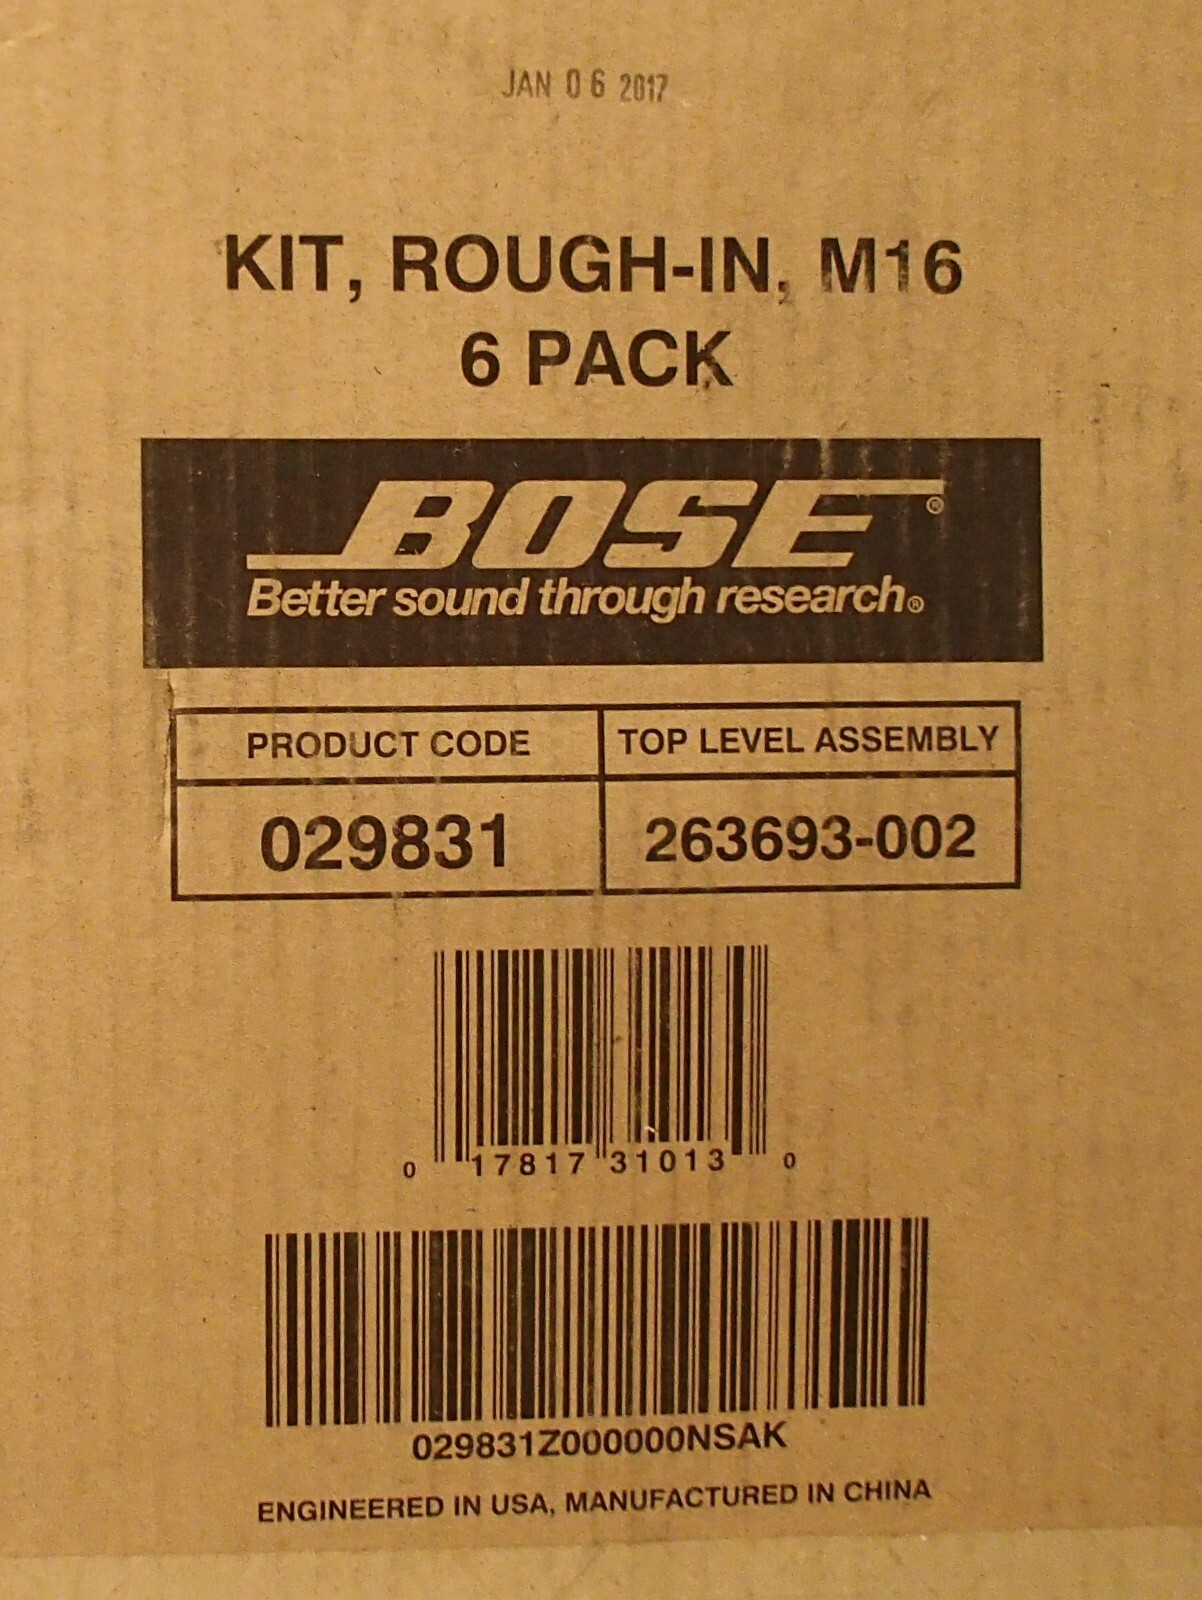 JAN 06 2017
KIT, ROUGH-IN, M16
6 PACK
BOSE®
Better sound through research®
PRODUCT CODE TOP LEVEL ASSEMBLY
029831 263693-002
0 17817 31013 0
029831Z000000NSAK
ENGINEERED IN USA, MANUFACTURED IN CHINA